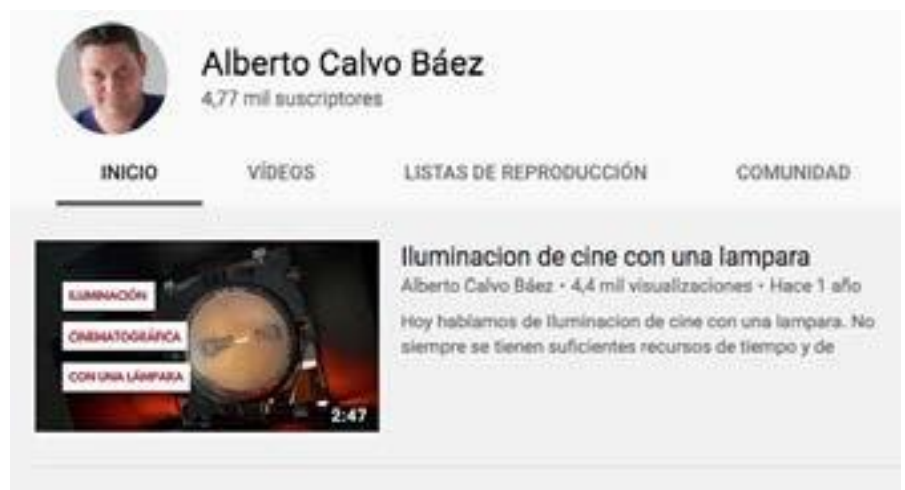 Alberto Calvo Báez
4,77 mil suscriptores
INICIO VÍDEOS LISTAS DE REPRODUCCIÓN COMUNIDAD
ILUMINACIÓN
CINEMATOGRÁFICA
CON UNA LÁMPARA
2:47
Iluminacion de cine con una lampara
Alberto Calvo Báez • 4,4 mil visualizaciones • Hace 1 año
Hoy hablamos de Iluminacion de cine con una lampara. No
siempre se tienen suficientes recursos de tiempo y de